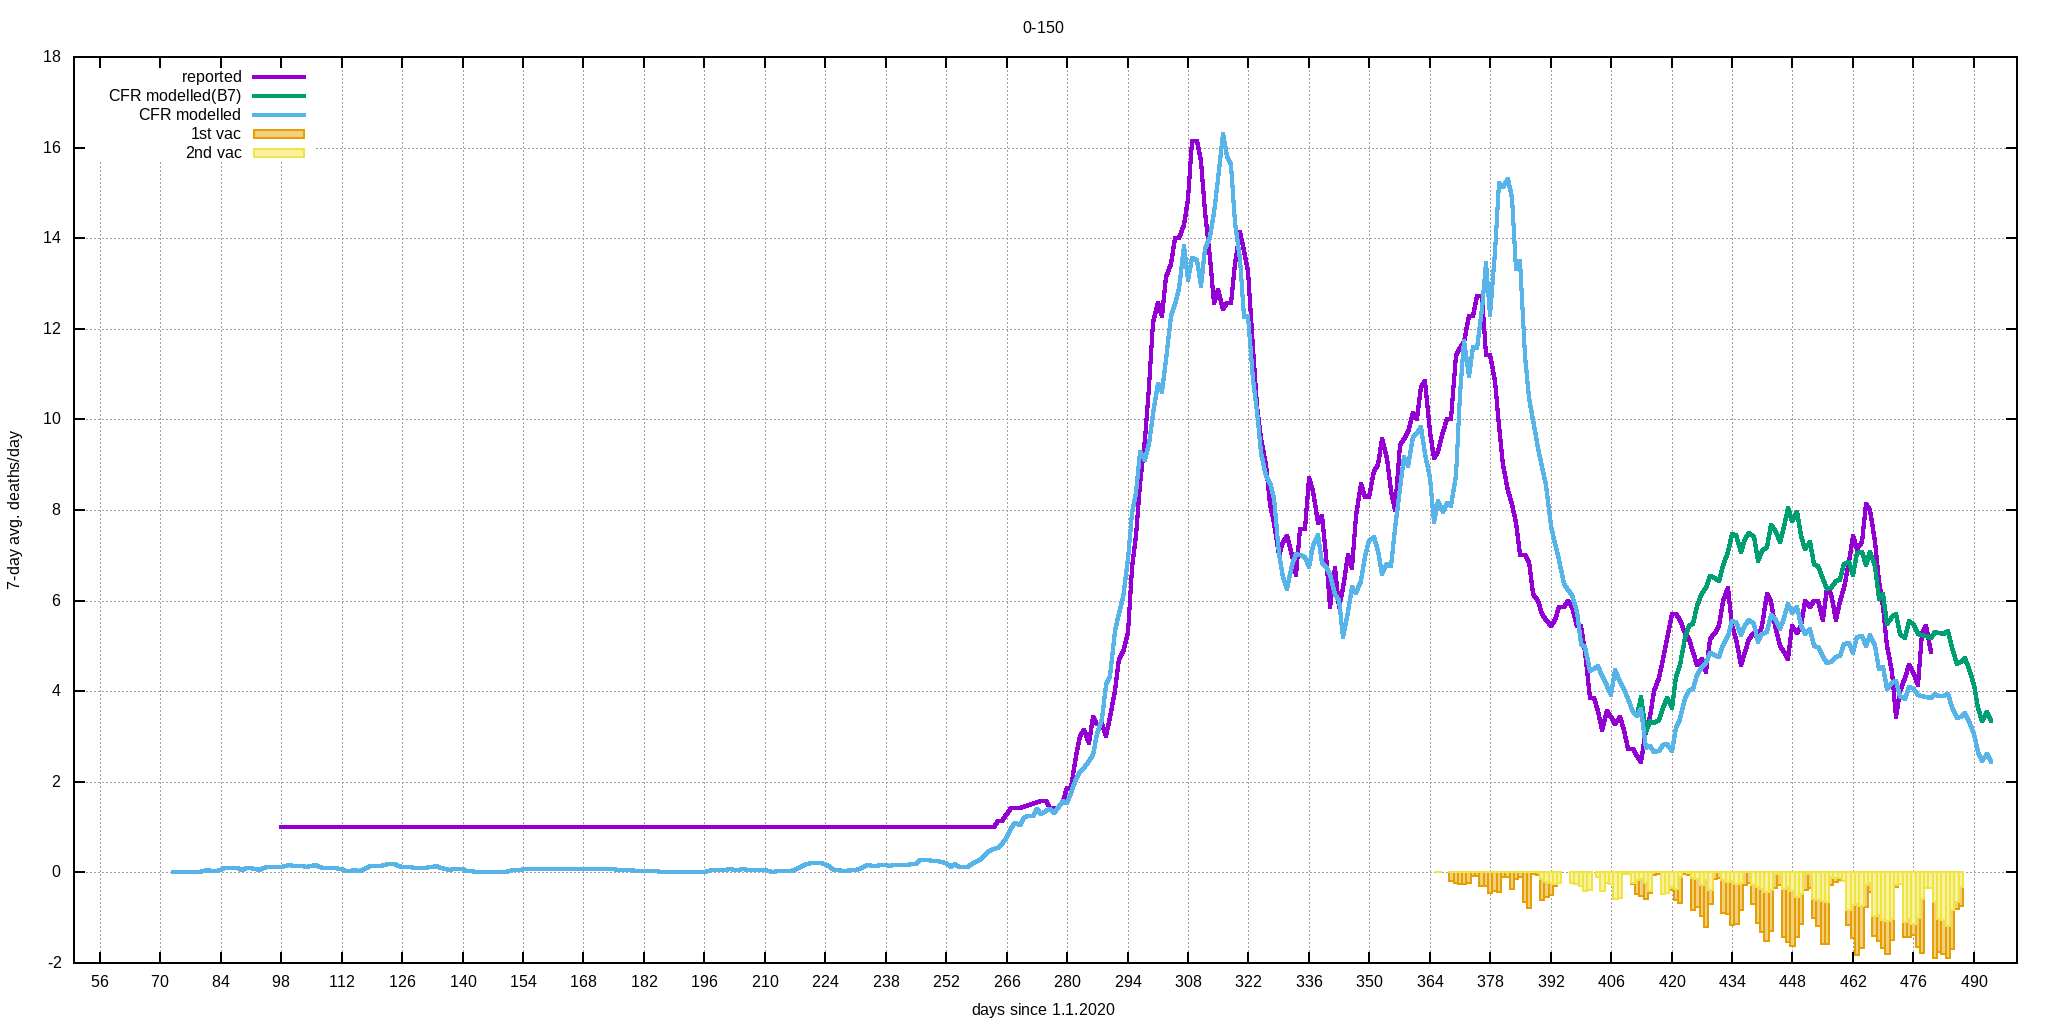 0-150
18
16
14
12
10
8
6
4
2
0
-2
reported
CFR modelled(B7)
CFR modelled
1st vac
2nd vac
7-day avg. deaths/day
56 70 84 98 112 126 140 154 168 182 196 210 224 238 252 266 280 294 308 322 336 350 364 378 392 406 420 434 448 462 476 490
days since 1.1.2020